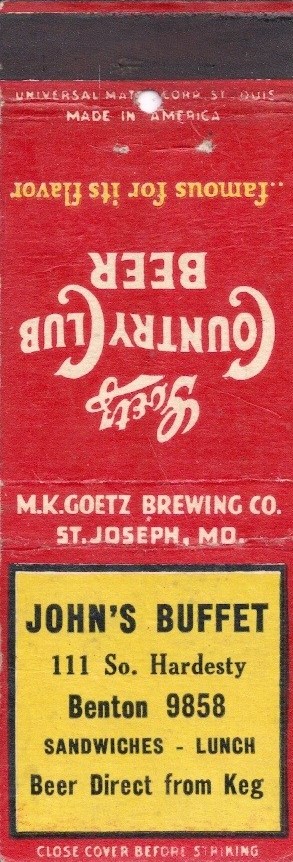 UNIVERSAL MATCH CORP. ST. LOUIS
MADE IN AMERICA
..famous for its flavor
Goetz
COUNTRY CLUB
BEER
M.K.GOETZ BREWING CO.
ST. JOSEPH, MO.
JOHN'S BUFFET
111 So. Hardesty
Benton 9858
SANDWICHES - LUNCH
Beer Direct from Keg
CLOSE COVER BEFORE STRIKING